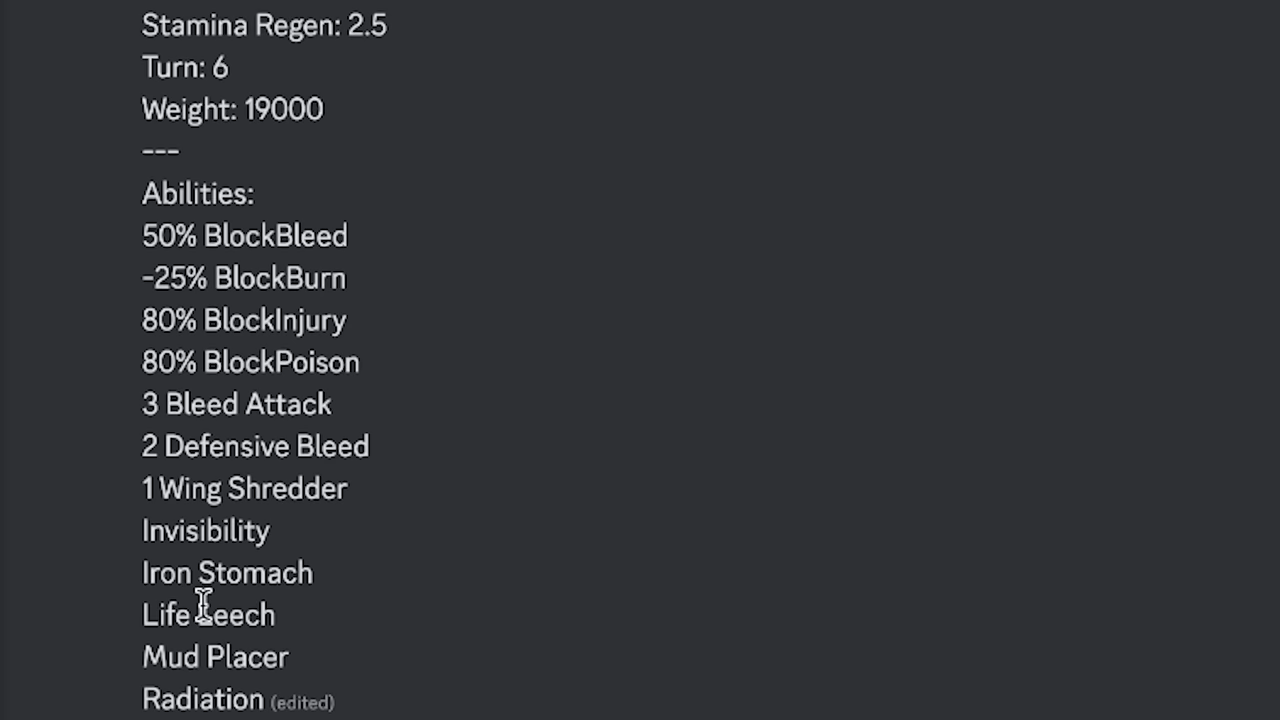 Stamina Regen: 2.5
Turn: 6
Weight: 19000
---
Abilities:
50% BlockBleed
-25% BlockBurn
80% BlockInjury
80% BlockPoison
3 Bleed Attack
2 Defensive Bleed
1 Wing Shredder
Invisibility
Iron Stomach
Life Leech
Mud Placer
Radiation (edited)